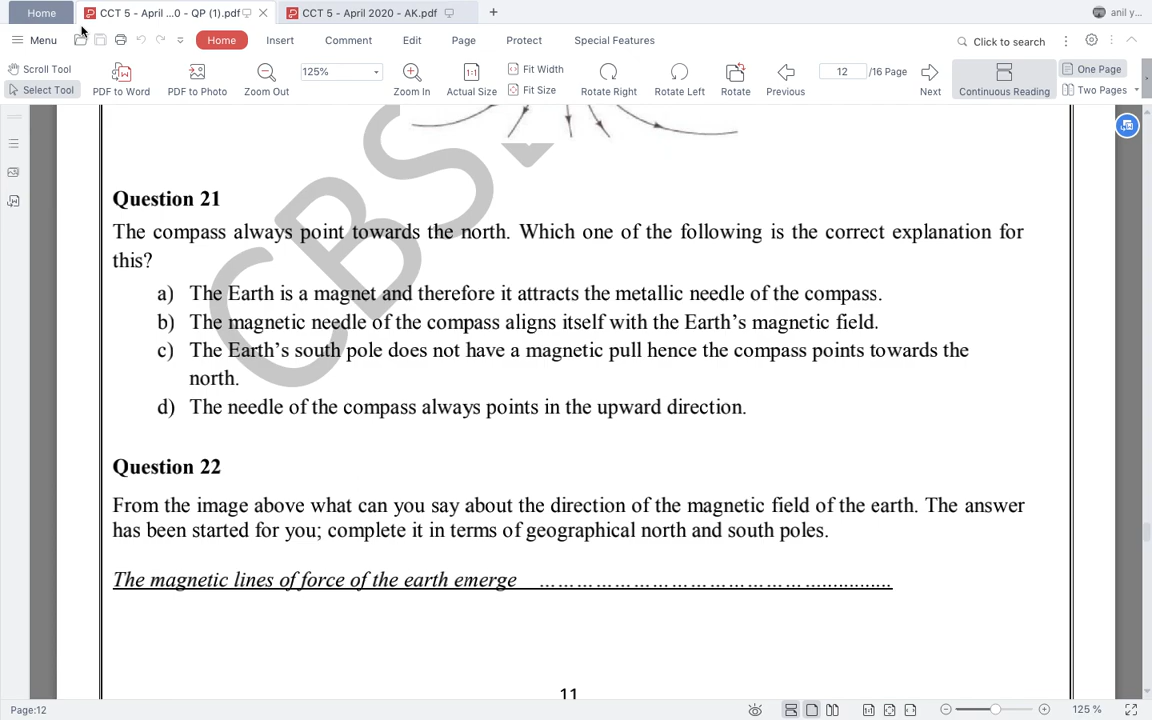 Home
CCT 5 - April ...0 - QP (1).pdf
CCT 5 - April 2020 - AK.pdf
anil y...
Menu
Home
Insert
Comment
Edit
Page
Protect
Special Features
Click to search
Scroll Tool
Select Tool
PDF to Word
PDF to Photo
Zoom Out
125%
Zoom In
1:1
Actual Size
Fit Width
Fit Size
Rotate Right
Rotate Left
Rotate
Previous
12 /16 Page
Next
Continuous Reading
One Page
Two Pages
CBS
Question 21
The compass always point towards the north. Which one of the following is the correct explanation for
this?
a) The Earth is a magnet and therefore it attracts the metallic needle of the compass.
b) The magnetic needle of the compass aligns itself with the Earth's magnetic field.
c) The Earth's south pole does not have a magnetic pull hence the compass points towards the
north.
d) The needle of the compass always points in the upward direction.
Question 22
From the image above what can you say about the direction of the magnetic field of the earth. The answer
has been started for you; complete it in terms of geographical north and south poles.
The magnetic lines of force of the earth emerge ......................................................
11
Page:12
125 %